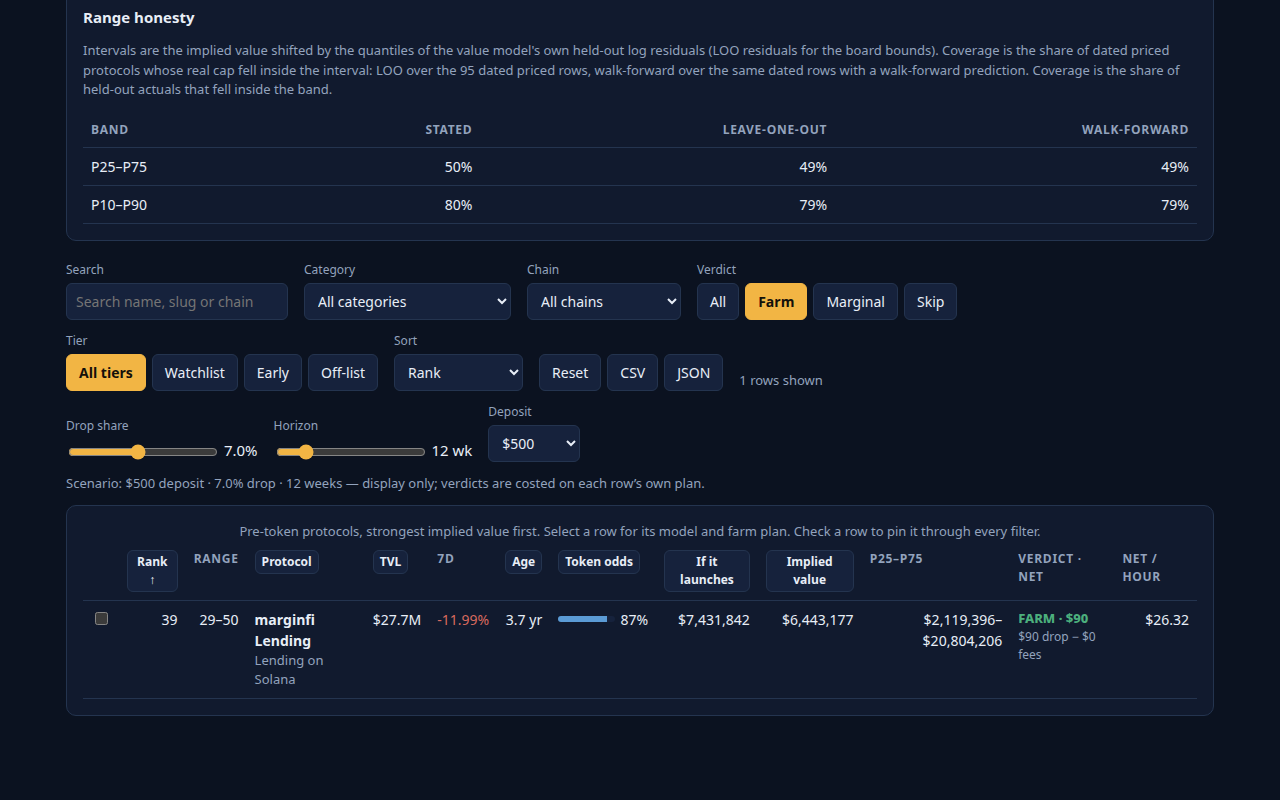 Range honesty
Intervals are the implied value shifted by the quantiles of the value model's own held-out log residuals (LOO residuals for the board bounds). Coverage is the share of dated priced
protocols whose real cap fell inside the interval: LOO over the 95 dated priced rows, walk-forward over the same dated rows with a walk-forward prediction. Coverage is the share of
held-out actuals that fell inside the band.
BAND STATED LEAVE-ONE-OUT WALK-FORWARD
P25–P75 50% 49% 49%
P10–P90 80% 79% 79%
Search Category Chain Verdict
Search name, slug or chain All categories All chains All Farm Marginal Skip
Tier Sort
All tiers Watchlist Early Off-list Rank Reset CSV JSON 1 rows shown
Drop share Horizon Deposit
7.0% 12 wk $500
Scenario: $500 deposit · 7.0% drop · 12 weeks — display only; verdicts are costed on each row's own plan.
Pre-token protocols, strongest implied value first. Select a row for its model and farm plan. Check a row to pin it through every filter.
Rank ↑ RANGE Protocol TVL 7D Age Token odds If it launches Implied value P25–P75 VERDICT · NET NET / HOUR
39 29–50 marginfi Lending $27.7M -11.99% 3.7 yr 87% $7,431,842 $6,443,177 $2,119,396– $20,804,206 FARM · $90 $26.32
Lending on Solana $90 drop − $0 fees